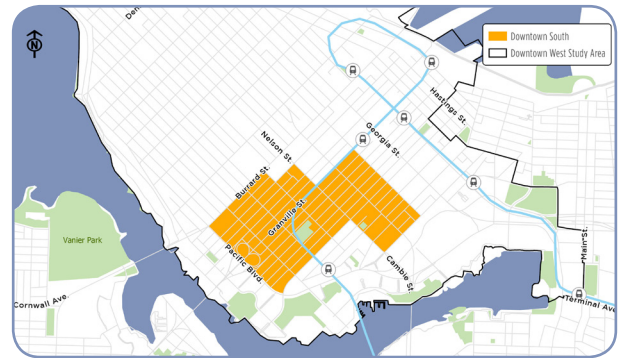 Den
N
Downtown South
Downtown West Study Area
Hastings St.
Georgia St.
Nelson St.
Burrard St.
Granville St.
Vanier Park
Pacific Blvd.
Cambie St.
Main St.
Cornwall Ave.
Terminal Ave